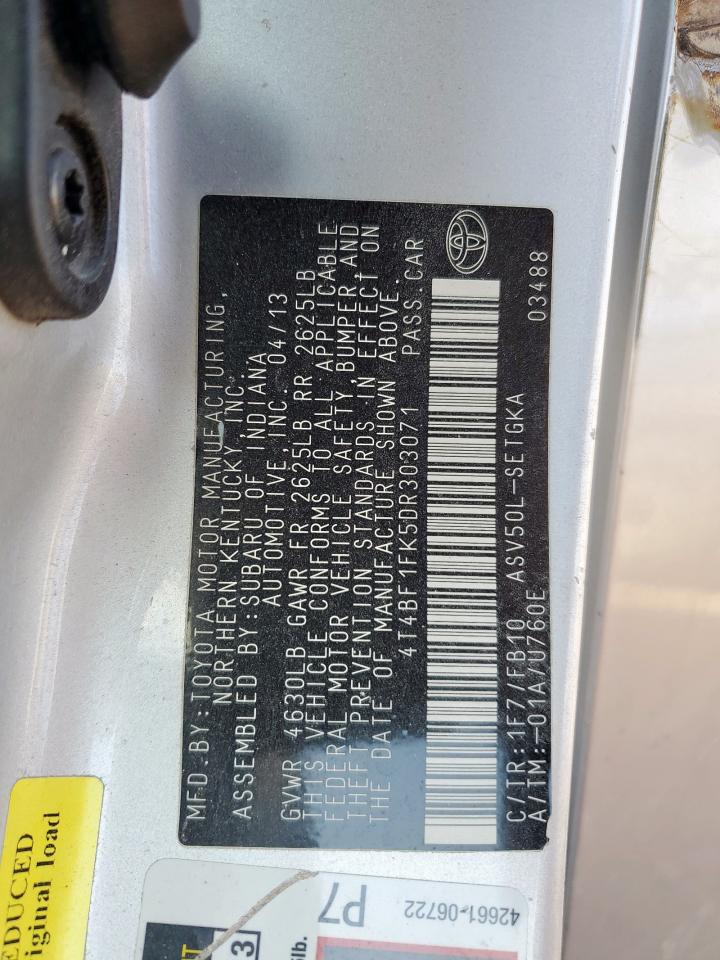 MFD.BY:TOYOTA MOTOR MANUFACTURING,
NORTHERN KENTUCKY,INC.
ASSEMBLED BY:SUBARU OF INDIANA
AUTOMOTIVE,INC. 04/13
GVWR 4630LB GAWR FR 2625LB RR 2625LB
THIS VEHICLE CONFORMS TO ALL APPLICABLE
FEDERAL MOTOR VEHICLE SAFETY,BUMPER,AND
THEFT PREVENTION STANDARDS IN EFFECT ON
THE DATE OF MANUFACTURE SHOWN ABOVE.
4T4BF1FK5DR303071 PASS.CAR
C/TR:1F7/FB10 ASV50L-SETGKA
A/TM:-01A/U760E 03488
EDUCED
iginal load
P7
42661-06722
3
lb.